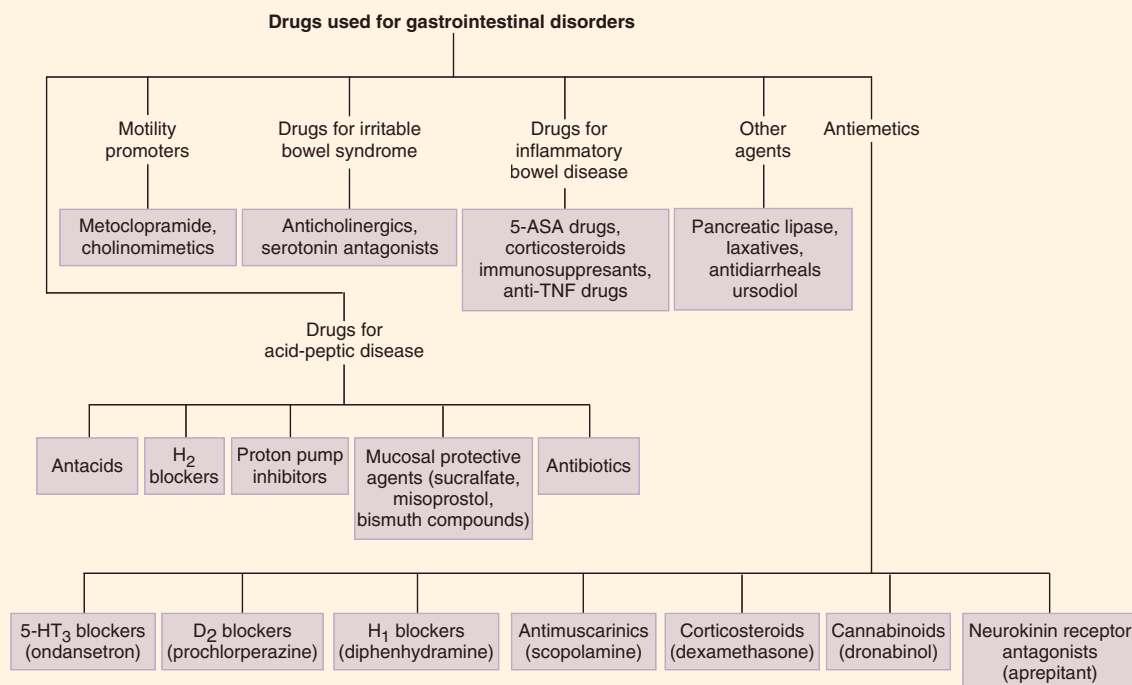 Drugs used for gastrointestinal disorders
Motility
promoters
Drugs for irritable
bowel syndrome
Drugs for
inflammatory
bowel disease
Other
agents
Antiemetics
Metoclopramide,
cholinomimetics
Anticholinergics,
serotonin antagonists
5-ASA drugs,
corticosteroids
immunosuppresants,
anti-TNF drugs
Pancreatic lipase,
laxatives,
antidiarrheals
ursodiol
Drugs for
acid-peptic disease
Antacids
H2
blockers
Proton pump
inhibitors
Mucosal protective
agents (sucralfate,
misoprostol,
bismuth compounds)
Antibiotics
5-HT3 blockers
(ondansetron)
D2 blockers
(prochlorperazine)
H1 blockers
(diphenhydramine)
Antimuscarinics
(scopolamine)
Corticosteroids
(dexamethasone)
Cannabinoids
(dronabinol)
Neurokinin receptor
antagonists
(aprepitant)